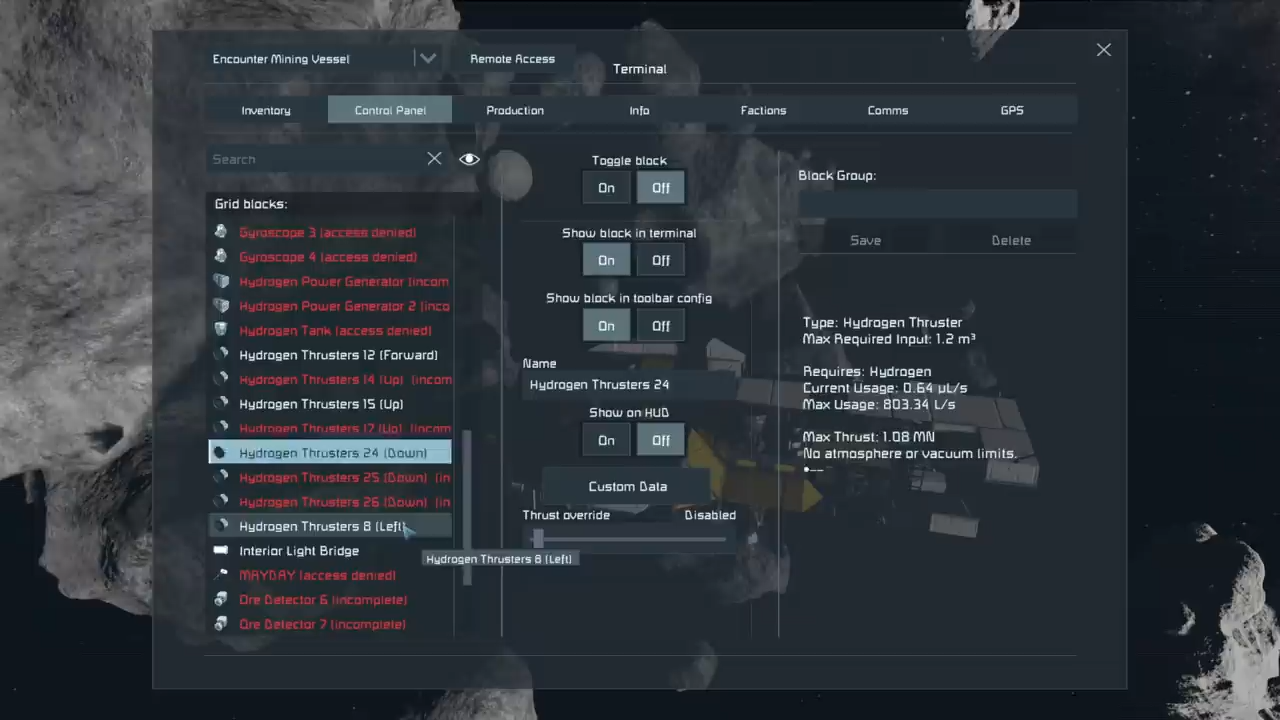 Encounter Mining Vessel
Remote Access
Terminal
Inventory
Control Panel
Production
Info
Factions
Comms
GPS
Search
Grid blocks:
Gyroscope 3 (access denied)
Gyroscope 4 (access denied)
Hydrogen Power Generator (incom
Hydrogen Power Generator 2 (inco
Hydrogen Tank (access denied)
Hydrogen Thrusters 12 (Forward)
Hydrogen Thrusters 14 (Up) (incom
Hydrogen Thrusters 15 (Up)
Hydrogen Thrusters 17 (Up) (incom
Hydrogen Thrusters 24 (Down)
Hydrogen Thrusters 25 (Down) (in
Hydrogen Thrusters 26 (Down) (in
Hydrogen Thrusters 8 (Left)
Interior Light Bridge
MAYDAY (access denied)
Ore Detector 6 (incomplete)
Ore Detector 7 (incomplete)
Hydrogen Thrusters 8 (Left)
Toggle block
On Off
Show block in terminal
On Off
Show block in toolbar config
On Off
Name
Hydrogen Thrusters 24
Show on HUD
On Off
Custom Data
Thrust override Disabled
Block Group:
Save Delete
Type: Hydrogen Thruster
Max Required Input: 1.2 m³
Requires: Hydrogen
Current Usage: 0.64 µL/s
Max Usage: 803.34 L/s
Max Thrust: 1.08 MN
No atmosphere or vacuum limits.